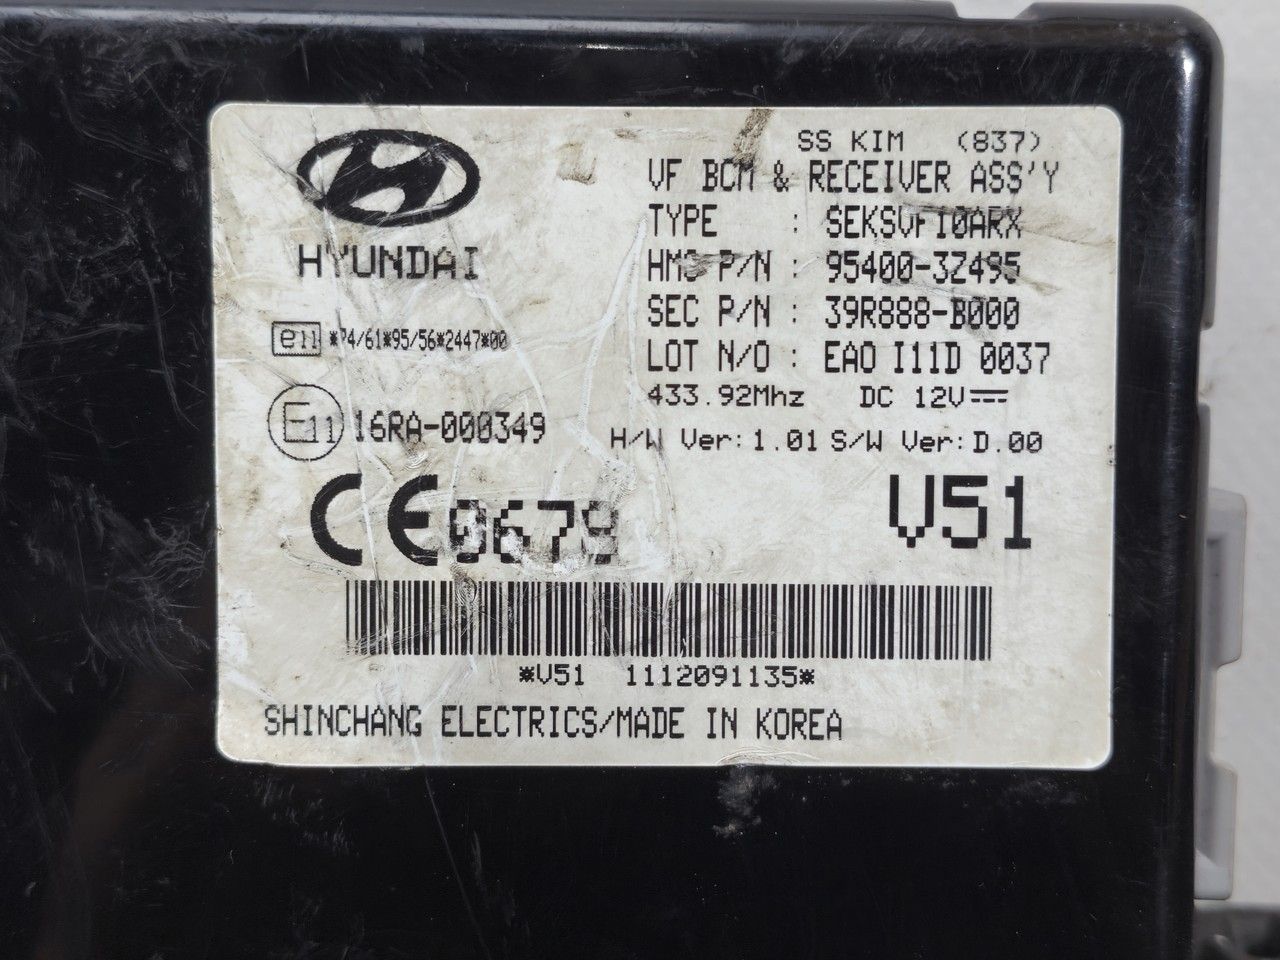 SS KIM (837)
VF BCM & RECEIVER ASS'Y
TYPE : SEKSVF10ARX
HMC P/N : 95400-3Z495
SEC P/N : 39R888-B000
LOT N/O : EAO I11D 0037
433.92Mhz DC 12V
H/W Ver: 1.01 S/W Ver: D.00
HYUNDAI
e11 *74/61*95/56*2447*00
E11 16RA-000349
CE0679
V51
*V51 1112091135*
SHINCHANG ELECTRICS/MADE IN KOREA